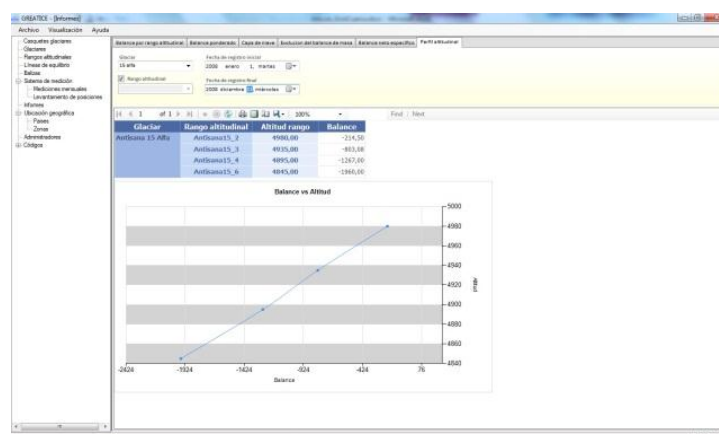 GREATICE - [Informes]
Archivo Visualización Ayuda
Casquetes glaciares
Glaciares
Rangos altitudinales
Líneas de equilibrio
Balizas
Sistema de medición
Mediciones mensuales
Levantamiento de posiciones
Informes
Ubicación geográfica
Países
Zonas
Administradores
Códigos
Balance por rango altitudinal Balance ponderado Capa de nieve Evolucion del balance de masa Balance neto específico Perfil altitudinal
Glaciar Fecha de registro inicial
15 alfa 2008 enero 1, martes
Rango altitudinal Fecha de registro final
2008 diciembre miércoles
1 of 1 100% Find | Next
Glaciar Rango altitudinal Altitud rango Balance
Antisana 15 Alfa Antisana15_2 4980,00 -214,50
Antisana15_3 4935,00 -803,08
Antisana15_4 4895,00 -1267,00
Antisana15_6 4845,00 -1960,00
Balance vs Altitud
5000
4980
4960
4940
4920
4900
4880
4860
4840
Altitud
-2424 -1924 -1424 -924 -424 76
Balance